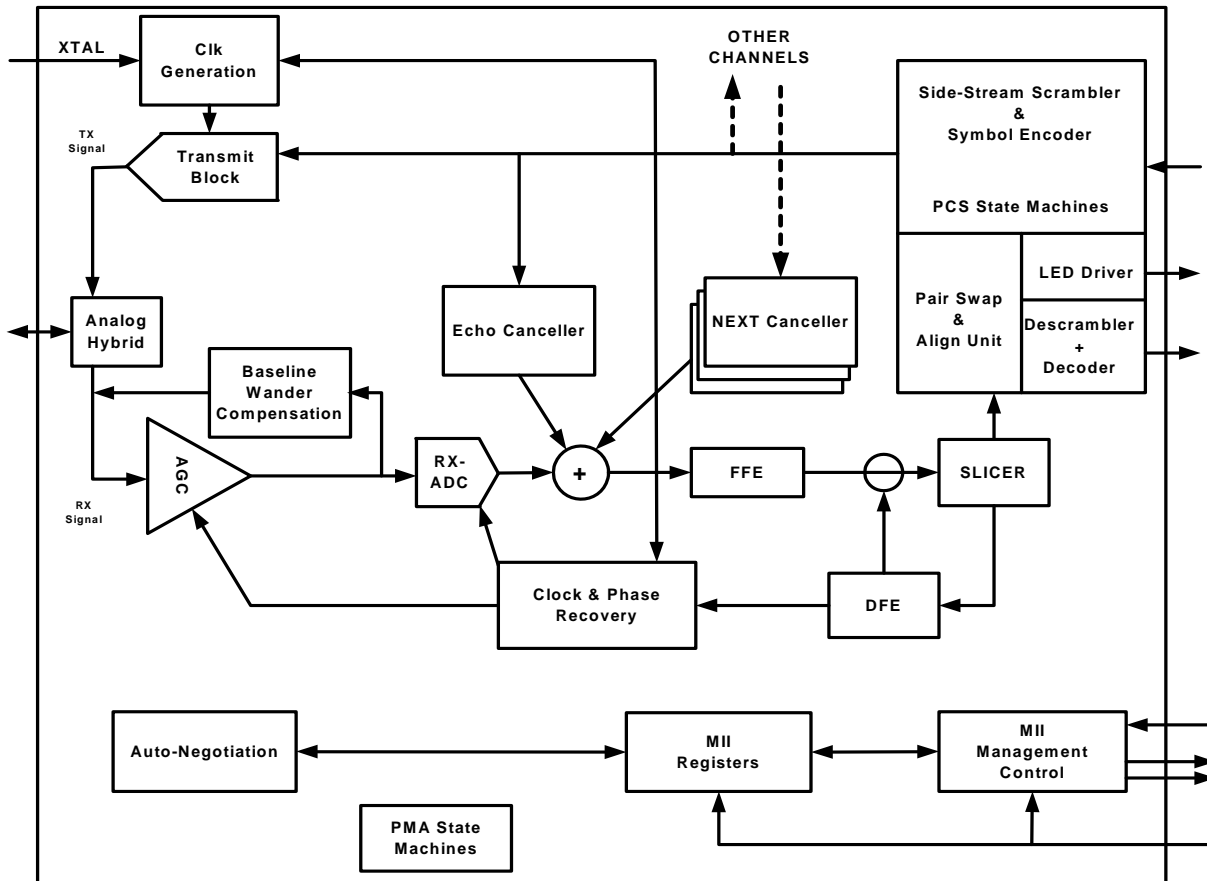 XTAL
Clk
Generation
OTHER
CHANNELS
Side-Stream Scrambler
&
Symbol Encoder
PCS State Machines
TX
Signal
Transmit
Block
Analog
Hybrid
Echo Canceller
NEXT Canceller
Pair Swap
&
Align Unit
LED Driver
Descrambler
+
Decoder
Baseline
Wander
Compensation
AGC
RX
Signal
RX-
ADC
+
FFE
SLICER
Clock & Phase
Recovery
DFE
Auto-Negotiation
MII
Registers
MII
Management
Control
PMA State
Machines